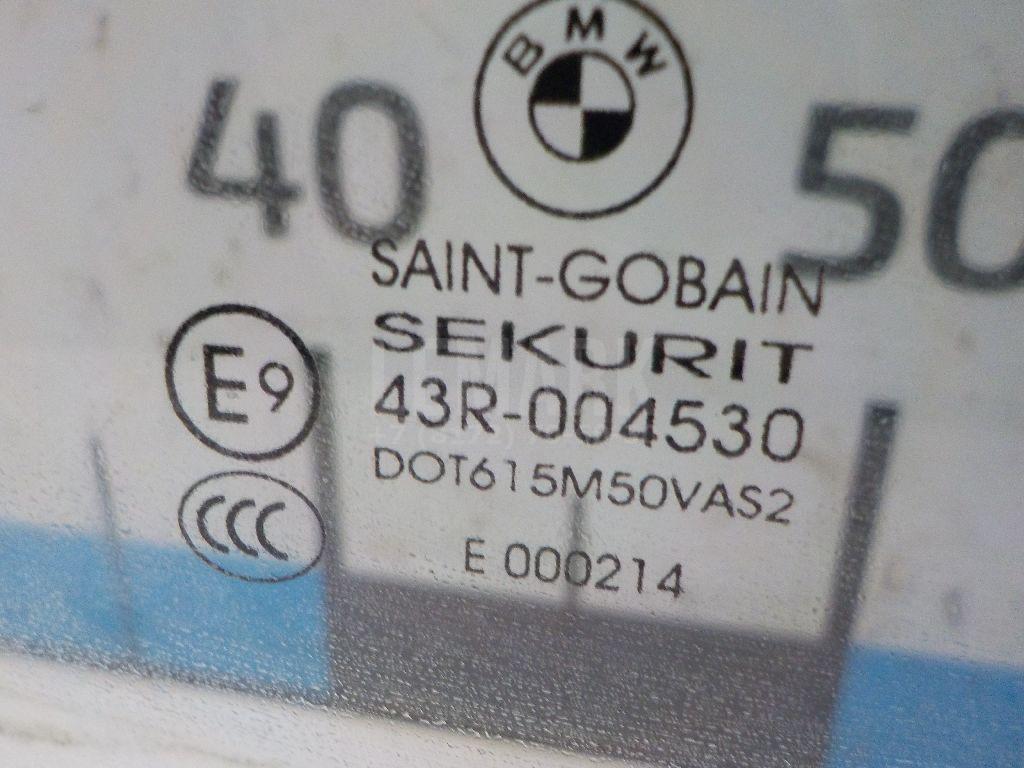 BMW
40 50
SAINT-GOBAIN
SEKURIT
E9 43R-004530
DOT615M50VAS2
CCC
E 000214